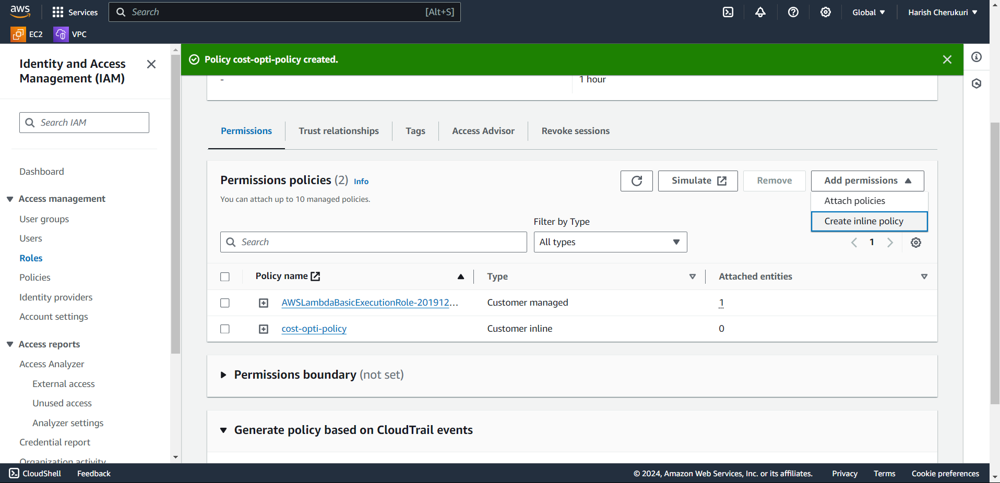 aws
Services
Search
[Alt+S]
Global
Harish Cherukuri
EC2
VPC
Identity and Access
Management (IAM)
Search IAM
Dashboard
Access management
User groups
Users
Roles
Policies
Identity providers
Account settings
Access reports
Access Analyzer
External access
Unused access
Analyzer settings
Credential report
Organization activity
Policy cost-opti-policy created.
-
1 hour
Permissions
Trust relationships
Tags
Access Advisor
Revoke sessions
Permissions policies (2) Info
You can attach up to 10 managed policies.
Simulate
Remove
Add permissions
Attach policies
Create inline policy
Filter by Type
Search
All types
1
Policy name
Type
Attached entities
AWSLambdaBasicExecutionRole-201912...
Customer managed
1
cost-opti-policy
Customer inline
0
Permissions boundary (not set)
Generate policy based on CloudTrail events
CloudShell
Feedback
© 2024, Amazon Web Services, Inc. or its affiliates.
Privacy
Terms
Cookie preferences